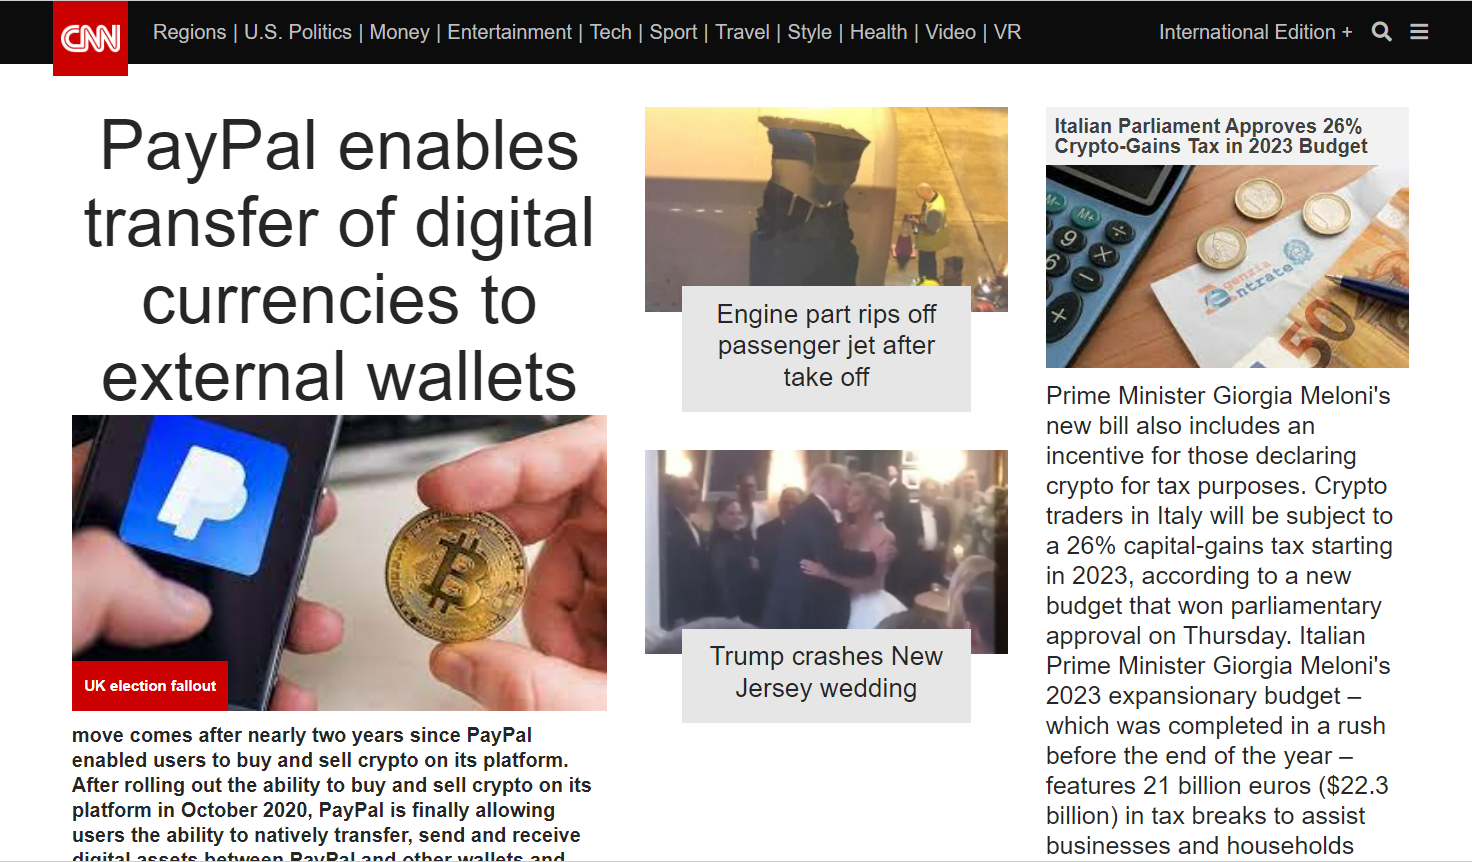 CNN
Regions | U.S. Politics | Money | Entertainment | Tech | Sport | Travel | Style | Health | Video | VR
International Edition +
PayPal enables
transfer of digital
currencies to
external wallets
UK election fallout
move comes after nearly two years since PayPal
enabled users to buy and sell crypto on its platform.
After rolling out the ability to buy and sell crypto on its
platform in October 2020, PayPal is finally allowing
users the ability to natively transfer, send and receive
digital assets between PayPal and other wallets and
Engine part rips off
passenger jet after
take off
Trump crashes New
Jersey wedding
Italian Parliament Approves 26%
Crypto-Gains Tax in 2023 Budget
M-
M+
÷
9
×
6
−
+
genzia
ntrate
50
Prime Minister Giorgia Meloni's
new bill also includes an
incentive for those declaring
crypto for tax purposes. Crypto
traders in Italy will be subject to
a 26% capital-gains tax starting
in 2023, according to a new
budget that won parliamentary
approval on Thursday. Italian
Prime Minister Giorgia Meloni's
2023 expansionary budget –
which was completed in a rush
before the end of the year –
features 21 billion euros ($22.3
billion) in tax breaks to assist
businesses and households